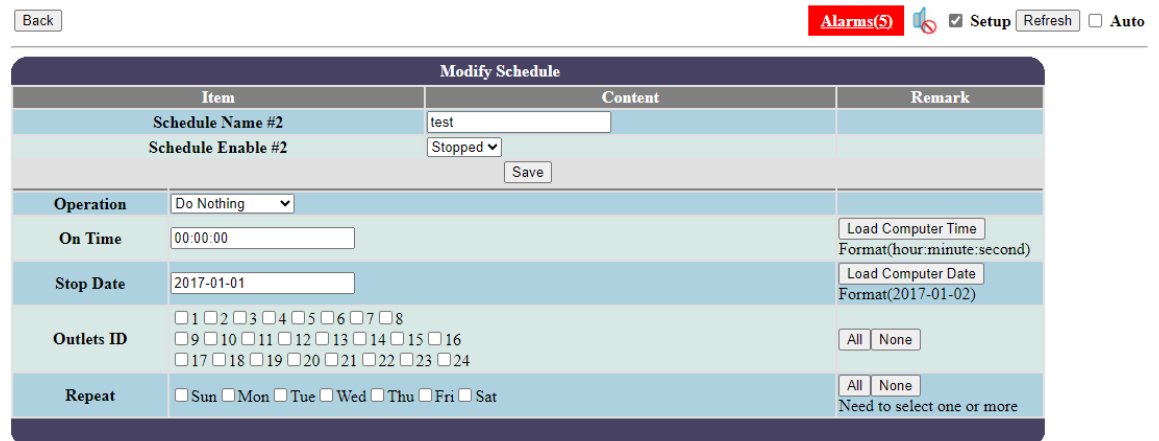 Back Alarms(5) Setup Refresh Auto
Modify Schedule
Item Content Remark
Schedule Name #2 test
Schedule Enable #2 Stopped
Save
Operation Do Nothing
On Time 00:00:00 Load Computer Time
Format(hour:minute:second)
Stop Date 2017-01-01 Load Computer Date
Format(2017-01-02)
Outlets ID 1 2 3 4 5 6 7 8
9 10 11 12 13 14 15 16 All None
17 18 19 20 21 22 23 24
Repeat Sun Mon Tue Wed Thu Fri Sat All None
Need to select one or more